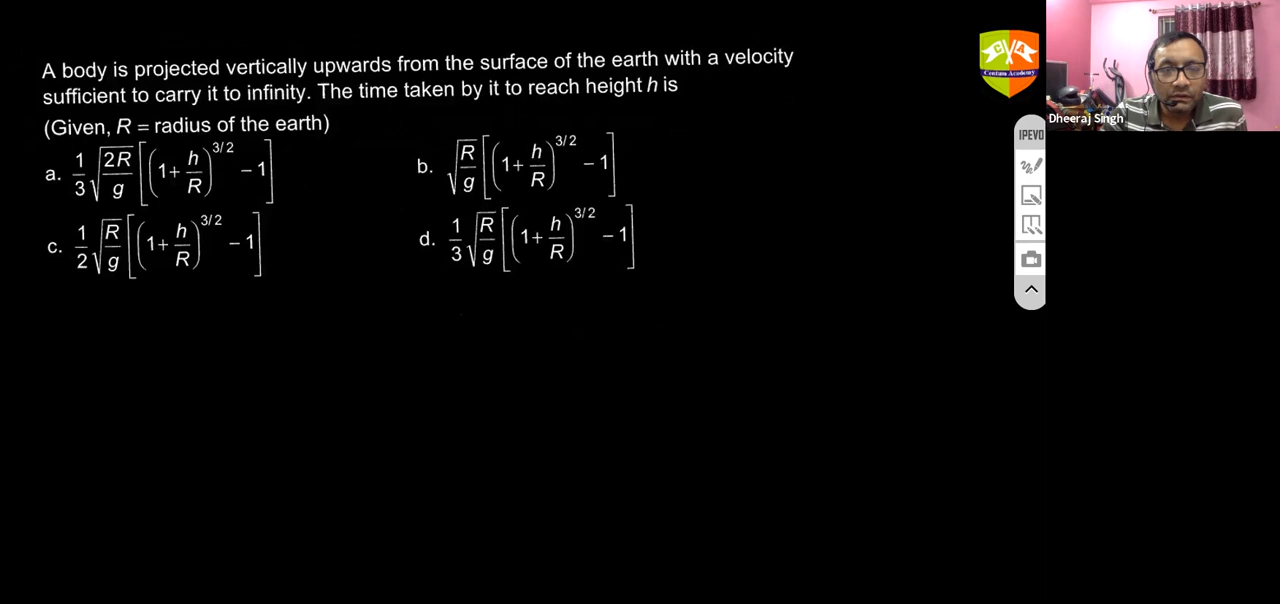 A body is projected vertically upwards from the surface of the earth with a velocity
sufficient to carry it to infinity. The time taken by it to reach height h is
(Given, R = radius of the earth)
a. 1/3 √(2R/g) [(1+ h/R)^3/2 − 1]
b. √(R/g) [(1+ h/R)^3/2 − 1]
c. 1/2 √(R/g) [(1+ h/R)^3/2 − 1]
d. 1/3 √(R/g) [(1+ h/R)^3/2 − 1]
C A
Centum Academy
Dheeraj Singh
IPEVO